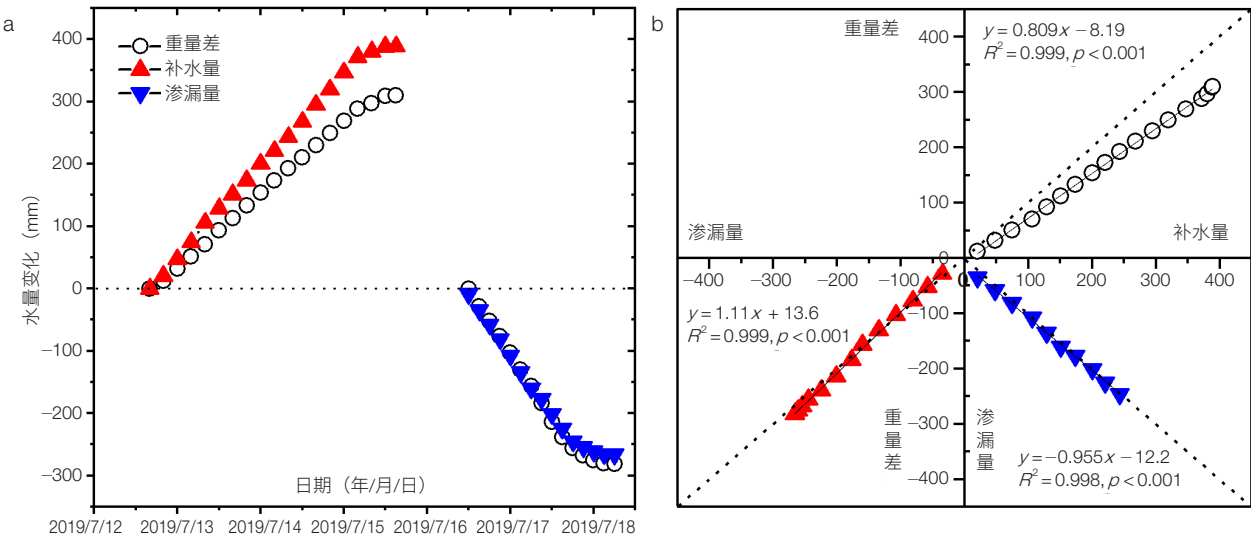 a
400
300
200
100
0
−100
−200
−300
水量变化（mm）
重量差
补水量
渗漏量
日期（年/月/日）
2019/7/12 2019/7/13 2019/7/14 2019/7/15 2019/7/16 2019/7/17 2019/7/18
b
重量差
400
300
200
100
0
y = 0.809x − 8.19
R² = 0.999, p < 0.001
渗漏量
补水量
−400 −300 −200 −100 0 100 200 300 400
y = 1.11x + 13.6
R² = 0.999, p < 0.001
−100
−200
−300
−400
重量差
渗漏量
y = −0.955x − 12.2
R² = 0.998, p < 0.001